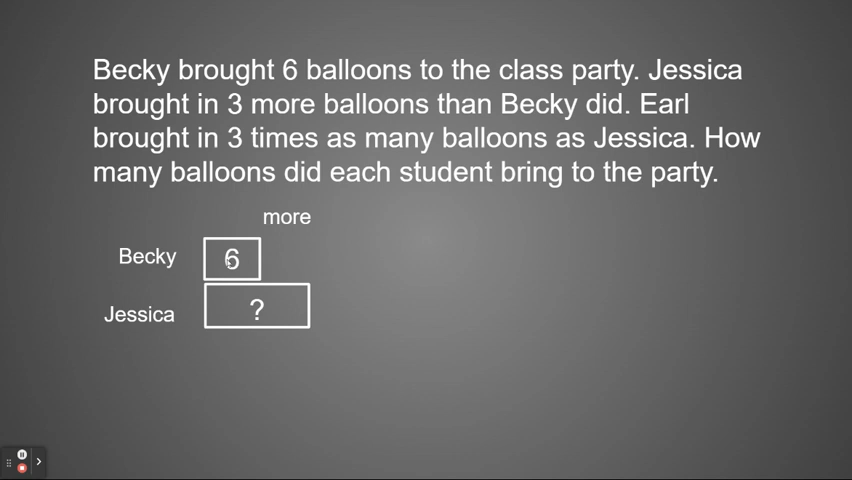 Becky brought 6 balloons to the class party. Jessica
brought in 3 more balloons than Becky did. Earl
brought in 3 times as many balloons as Jessica. How
many balloons did each student bring to the party.
more
Becky 6
Jessica ?